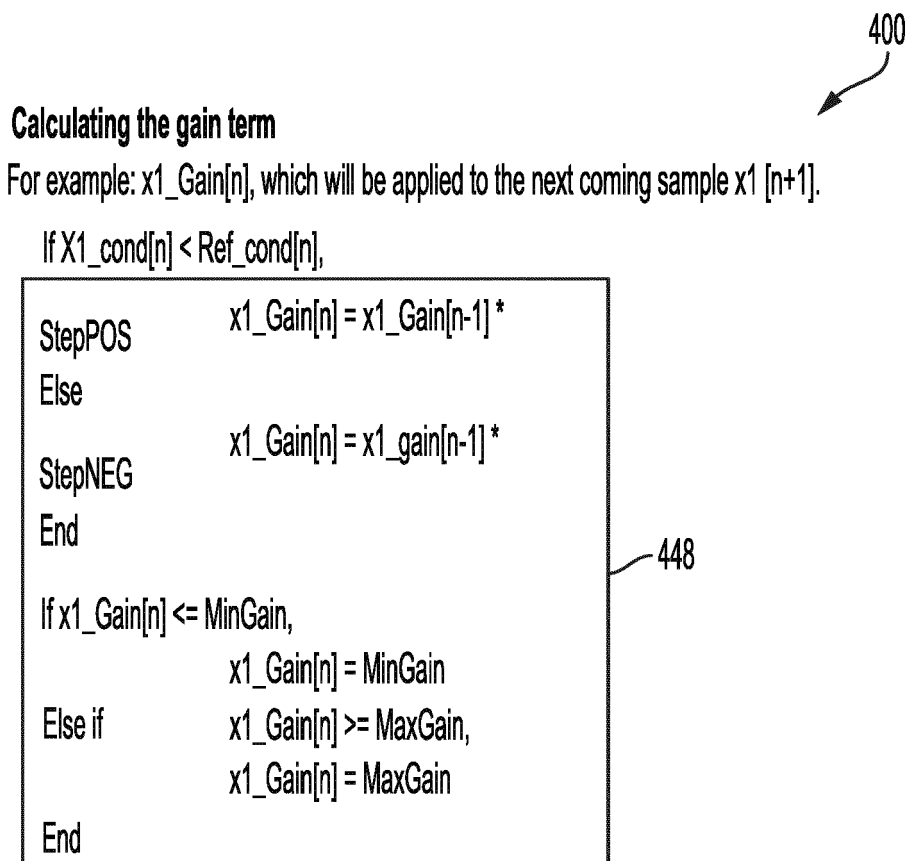 400
Calculating the gain term
For example: x1_Gain[n], which will be applied to the next coming sample x1 [n+1].
If X1_cond[n] < Ref_cond[n],
x1_Gain[n] = x1_Gain[n-1] *
StepPOS
Else
x1_Gain[n] = x1_gain[n-1] *
StepNEG
End
448
If x1_Gain[n] <= MinGain,
x1_Gain[n] = MinGain
Else if x1_Gain[n] >= MaxGain,
x1_Gain[n] = MaxGain
End